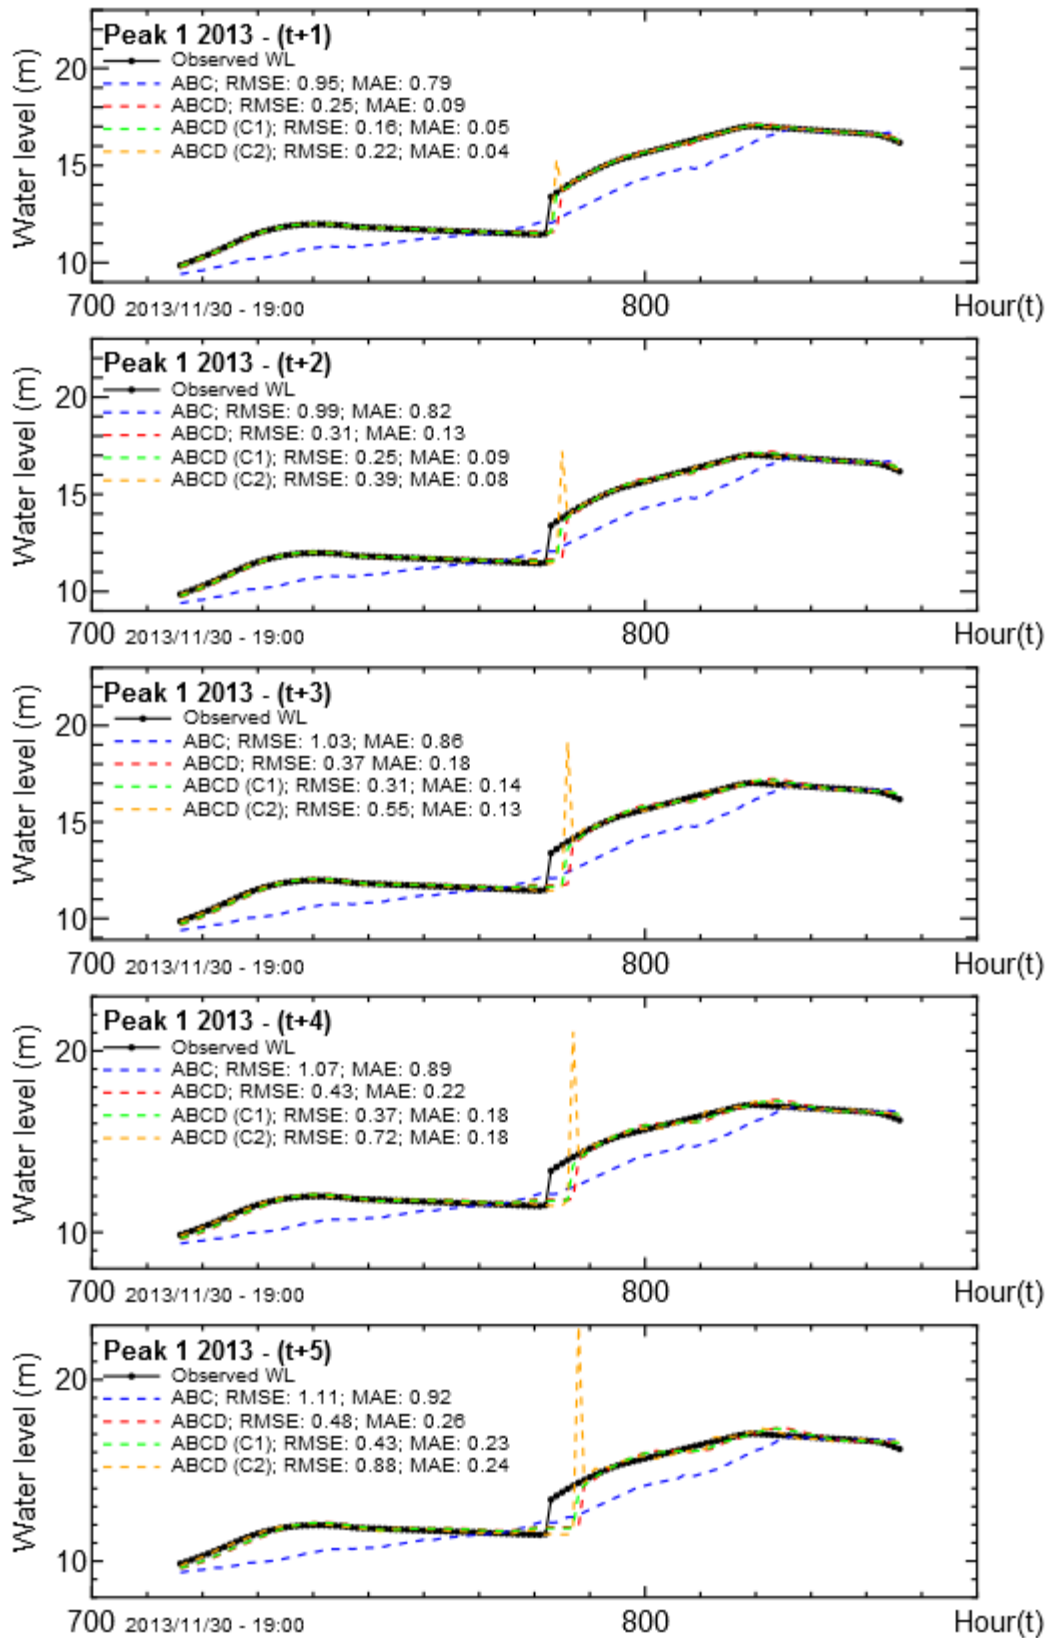 Peak 1 2013 - (t+1)
Observed WL
ABC; RMSE: 0.95; MAE: 0.79
ABCD; RMSE: 0.25; MAE: 0.09
ABCD (C1); RMSE: 0.16; MAE: 0.05
ABCD (C2); RMSE: 0.22; MAE: 0.04
Water level (m)
20
15
10
700 2013/11/30 - 19:00 800 Hour(t)
Peak 1 2013 - (t+2)
Observed WL
ABC; RMSE: 0.99; MAE: 0.82
ABCD; RMSE: 0.31; MAE: 0.13
ABCD (C1); RMSE: 0.25; MAE: 0.09
ABCD (C2); RMSE: 0.39; MAE: 0.08
Water level (m)
20
15
10
700 2013/11/30 - 19:00 800 Hour(t)
Peak 1 2013 - (t+3)
Observed WL
ABC; RMSE: 1.03; MAE: 0.86
ABCD; RMSE: 0.37 MAE: 0.18
ABCD (C1); RMSE: 0.31; MAE: 0.14
ABCD (C2); RMSE: 0.55; MAE: 0.13
Water level (m)
20
15
10
700 2013/11/30 - 19:00 800 Hour(t)
Peak 1 2013 - (t+4)
Observed WL
ABC; RMSE: 1.07; MAE: 0.89
ABCD; RMSE: 0.43; MAE: 0.22
ABCD (C1); RMSE: 0.37; MAE: 0.18
ABCD (C2); RMSE: 0.72; MAE: 0.18
Water level (m)
20
10
700 2013/11/30 - 19:00 800 Hour(t)
Peak 1 2013 - (t+5)
Observed WL
ABC; RMSE: 1.11; MAE: 0.92
ABCD; RMSE: 0.48; MAE: 0.26
ABCD (C1); RMSE: 0.43; MAE: 0.23
ABCD (C2); RMSE: 0.88; MAE: 0.24
Water level (m)
20
10
700 2013/11/30 - 19:00 800 Hour(t)